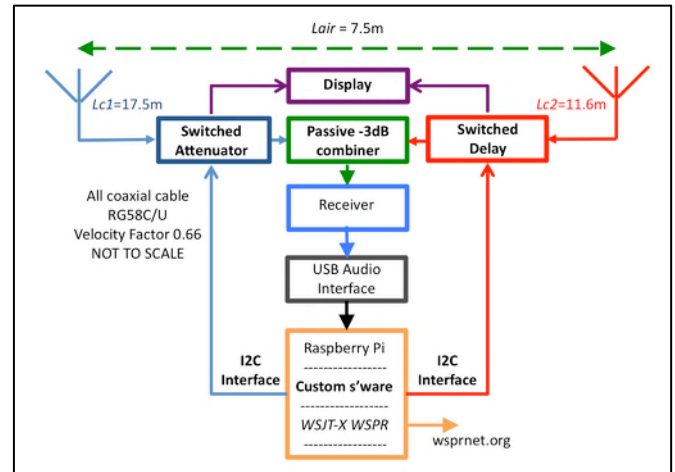 Lair = 7.5m
Display
Lc1=17.5m
Lc2=11.6m
Switched
Attenuator
Passive -3dB
combiner
Switched
Delay
All coaxial cable
RG58C/U
Velocity Factor 0.66
NOT TO SCALE
Receiver
USB Audio
Interface
I2C
Interface
Raspberry Pi
-----------------
Custom s'ware
-----------------
WSJT-X WSPR
-----------------
I2C
Interface
wsprnet.org